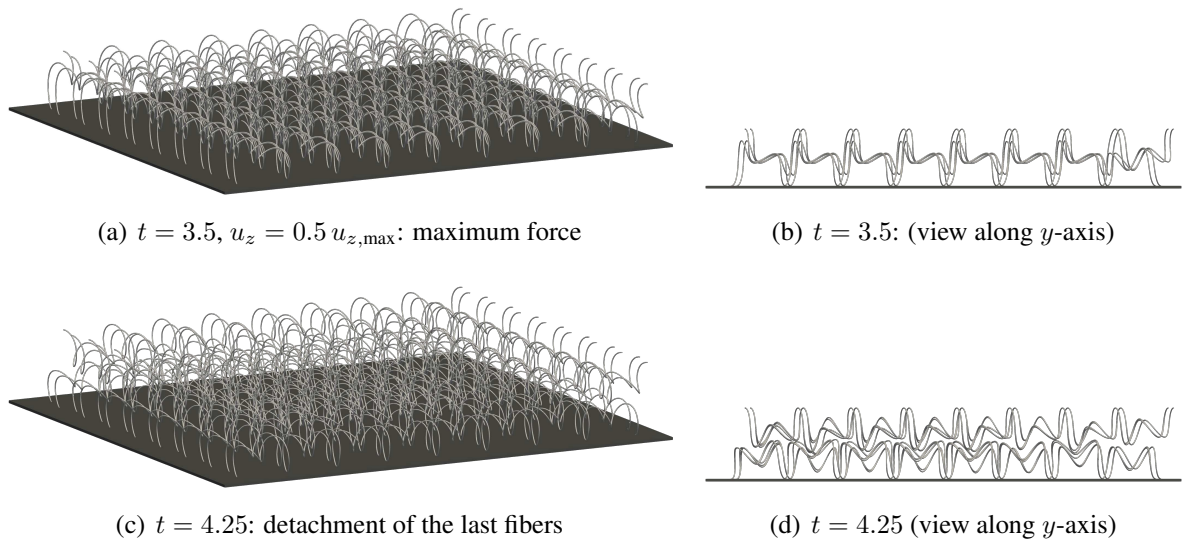 (a) t = 3.5, u_z = 0.5 u_{z,max}: maximum force
(b) t = 3.5: (view along y-axis)
(c) t = 4.25: detachment of the last fibers
(d) t = 4.25 (view along y-axis)